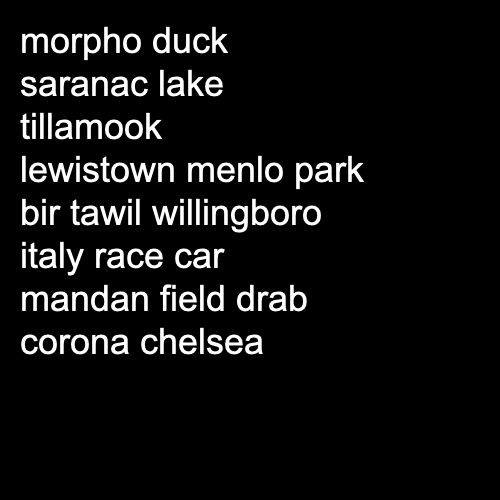 morpho duck
saranac lake
tillamook
lewistown menlo park
bir tawil willingboro
italy race car
mandan field drab
corona chelsea